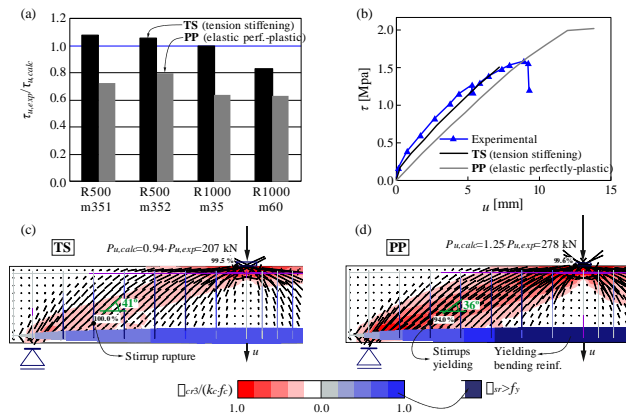 (a)
TS (tension stiffening)
PP (elastic perf.-plastic)
τu,exp/τu,calc
1.2
1.0
0.8
0.6
0.4
0.2
0.0
R500 m351
R500 m352
R1000 m35
R1000 m60
(b)
τ [Mpa]
2.0
1.5
1.0
0.5
0
0
5
10
15
u [mm]
Experimental
TS (tension stiffening)
PP (elastic perfectly-plastic)
(c)
TS
Pu,calc=0.94·Pu,exp=207 kN
99.5 %
41°
100.0 %
Stirrup rupture
u
(d)
PP
Pu,calc=1.25·Pu,exp=278 kN
99.6%
36°
94.0 %
Stirrups yielding
Yielding bending reinf.
u
□cr3/(kc·fc)
1.0
0.0
1.0
□sr>fy